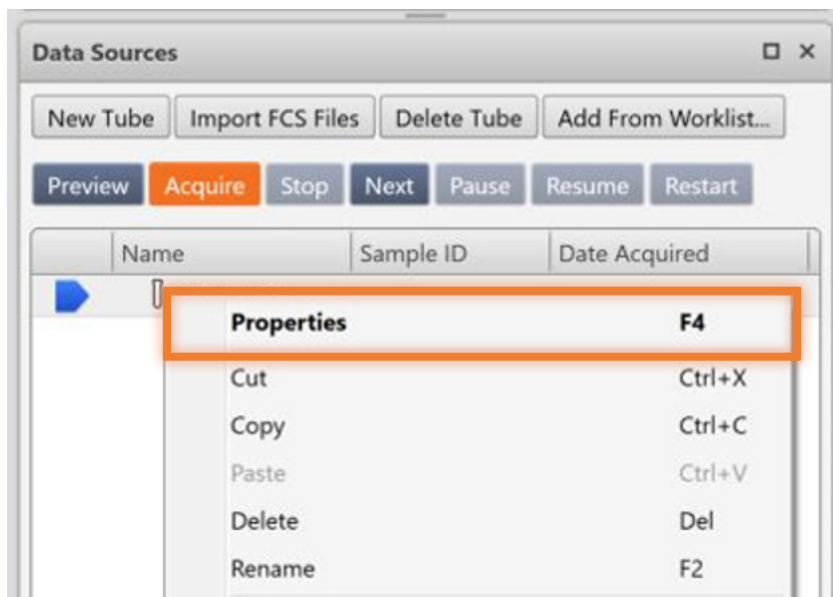 Data Sources
New Tube Import FCS Files Delete Tube Add From Worklist...
Preview Acquire Stop Next Pause Resume Restart
Name Sample ID Date Acquired
Properties F4
Cut Ctrl+X
Copy Ctrl+C
Paste Ctrl+V
Delete Del
Rename F2